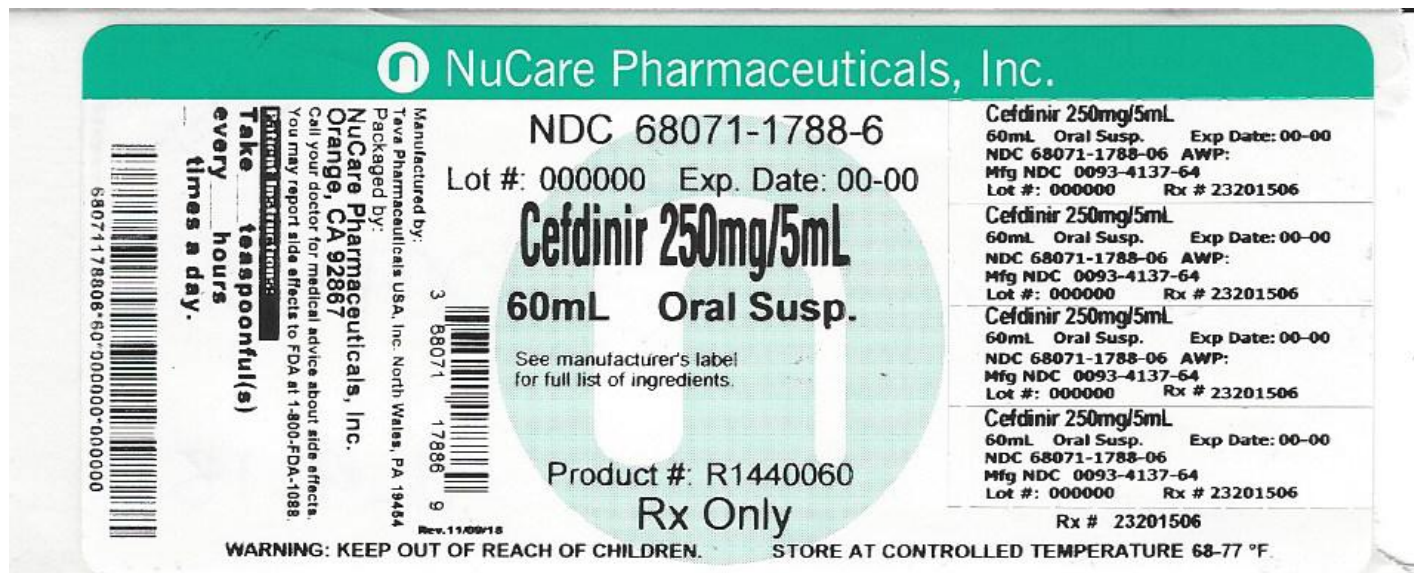 NuCare Pharmaceuticals, Inc.
680711788806*60*000000*000000
Patient Instructions
Take __ teaspoonful(s)
every __ hours
__ times a day.
Manufactured by:
Teva Pharmaceuticals USA, Inc. North Wales, PA 19454
Packaged by:
NuCare Pharmaceuticals, Inc.
Orange, CA 92867
Call your doctor for medical advice about side effects.
You may report side effects to FDA at 1-800-FDA-1088.
3 68071 17886 9
Rev.11/09/18
NDC 68071-1788-6
Lot #: 000000 Exp. Date: 00-00
Cefdinir 250mg/5mL
60mL Oral Susp.
See manufacturer's label
for full list of ingredients.
Product #: R1440060
Rx Only
Cefdinir 250mg/5mL
60mL Oral Susp. Exp Date: 00-00
NDC 68071-1788-06 AWP:
Mfg NDC 0093-4137-64
Lot #: 000000 Rx # 23201506
Cefdinir 250mg/5mL
60mL Oral Susp. Exp Date: 00-00
NDC 68071-1788-06 AWP:
Mfg NDC 0093-4137-64
Lot #: 000000 Rx # 23201506
Cefdinir 250mg/5mL
60mL Oral Susp. Exp Date: 00-00
NDC 68071-1788-06 AWP:
Mfg NDC 0093-4137-64
Lot #: 000000 Rx # 23201506
Cefdinir 250mg/5mL
60mL Oral Susp. Exp Date: 00-00
NDC 68071-1788-06
Mfg NDC 0093-4137-64
Lot #: 000000 Rx # 23201506
Rx # 23201506
WARNING: KEEP OUT OF REACH OF CHILDREN. STORE AT CONTROLLED TEMPERATURE 68-77 °F.